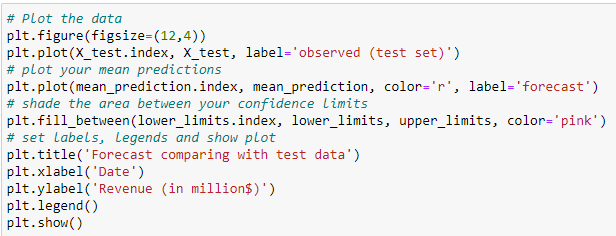 # Plot the data
plt.figure(figsize=(12,4))
plt.plot(X_test.index, X_test, label='observed (test set)')
# plot your mean predictions
plt.plot(mean_prediction.index, mean_prediction, color='r', label='forecast')
# shade the area between your confidence limits
plt.fill_between(lower_limits.index, lower_limits, upper_limits, color='pink')
# set labels, legends and show plot
plt.title('Forecast comparing with test data')
plt.xlabel('Date')
plt.ylabel('Revenue (in million$)')
plt.legend()
plt.show()